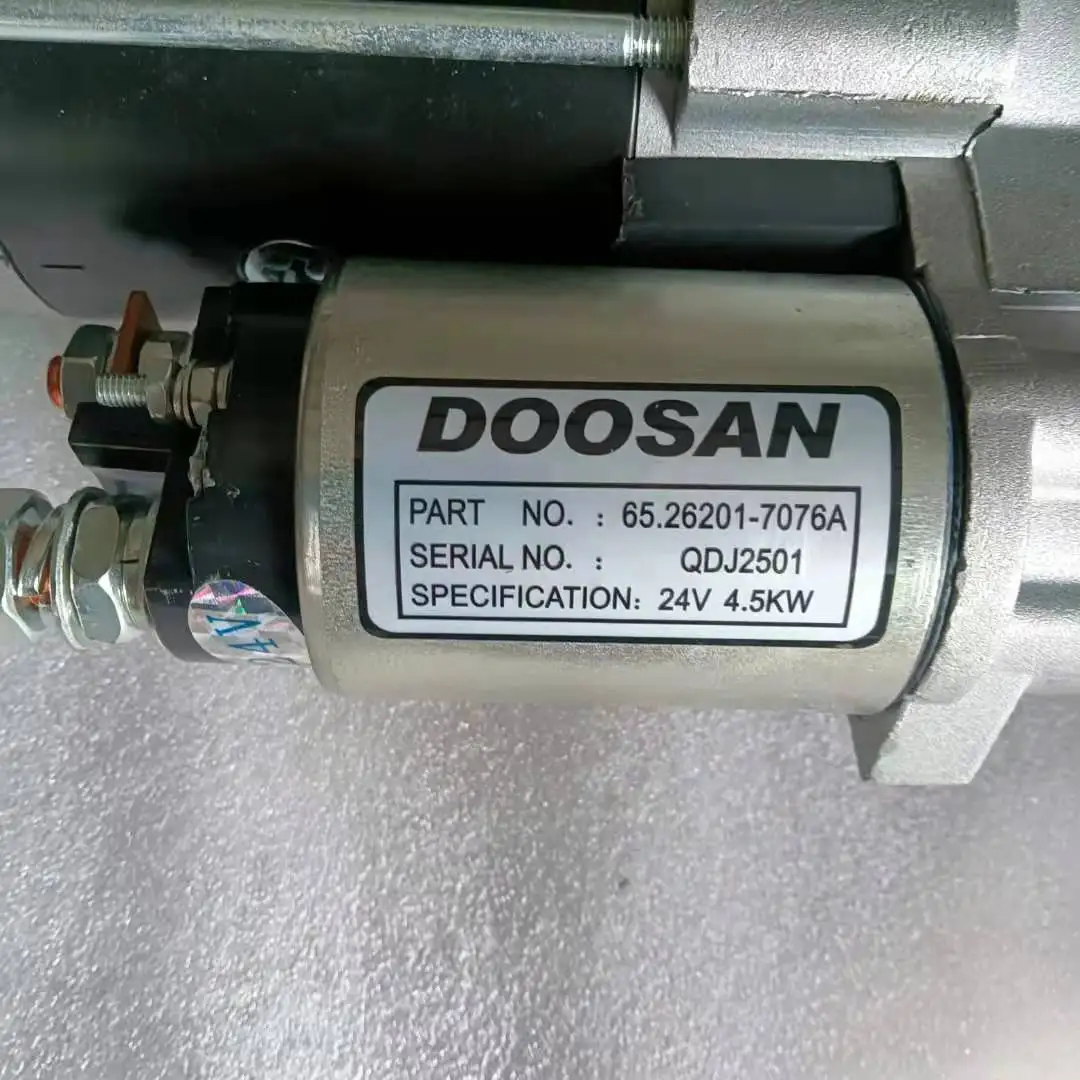 DOOSAN
PART NO. : 65.26201-7076A
SERIAL NO. : QDJ2501
SPECIFICATION: 24V 4.5KW